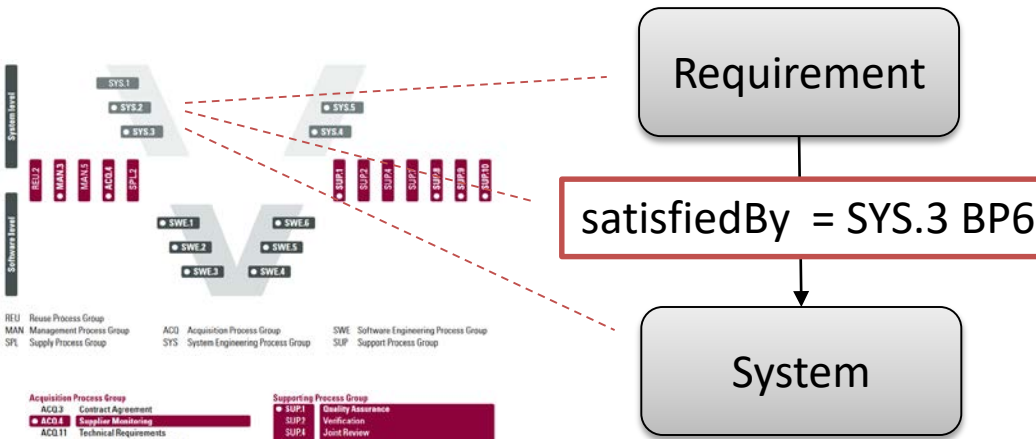 Requirement
satisfiedBy = SYS.3 BP6
System
System level
Software level
SYS.1
SYS.2
SYS.3
SYS.5
SYS.4
REU.2
MAN.3
MAN.5
ACQ.4
SPL.2
SUP.1
SUP.2
SUP.4
SUP.7
SUP.8
SUP.9
SUP.10
SWE.1
SWE.2
SWE.3
SWE.6
SWE.5
SWE.4
REU Reuse Process Group
MAN Management Process Group ACQ Acquisition Process Group SWE Software Engineering Process Group
SPL Supply Process Group SYS System Engineering Process Group SUP Support Process Group
Acquisition Process Group
ACQ.3 Contract Agreement
ACQ.4 Supplier Monitoring
ACQ.11 Technical Requirements
Supporting Process Group
SUP.1 Quality Assurance
SUP.2 Verification
SUP.4 Joint Review